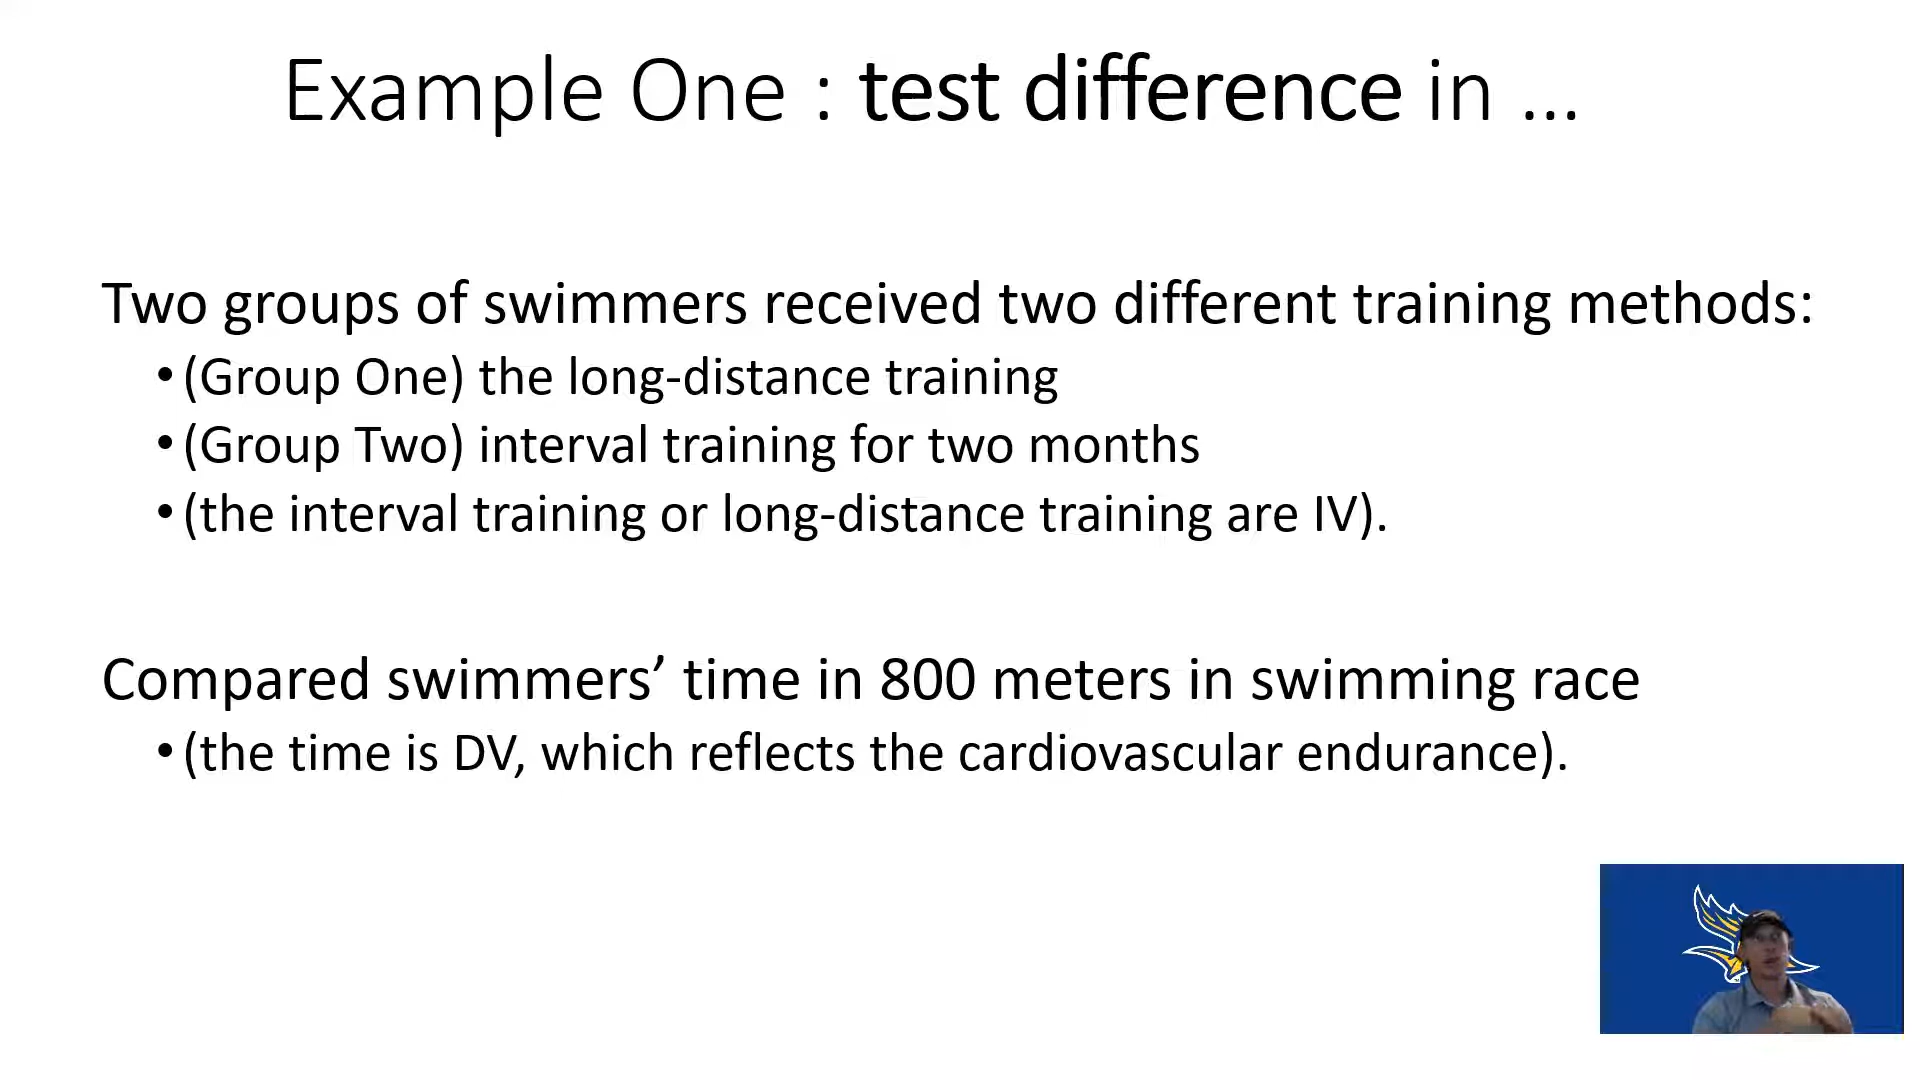 Example One : test difference in ...
Two groups of swimmers received two different training methods:
• (Group One) the long-distance training
• (Group Two) interval training for two months
• (the interval training or long-distance training are IV).
Compared swimmers’ time in 800 meters in swimming race
• (the time is DV, which reflects the cardiovascular endurance).